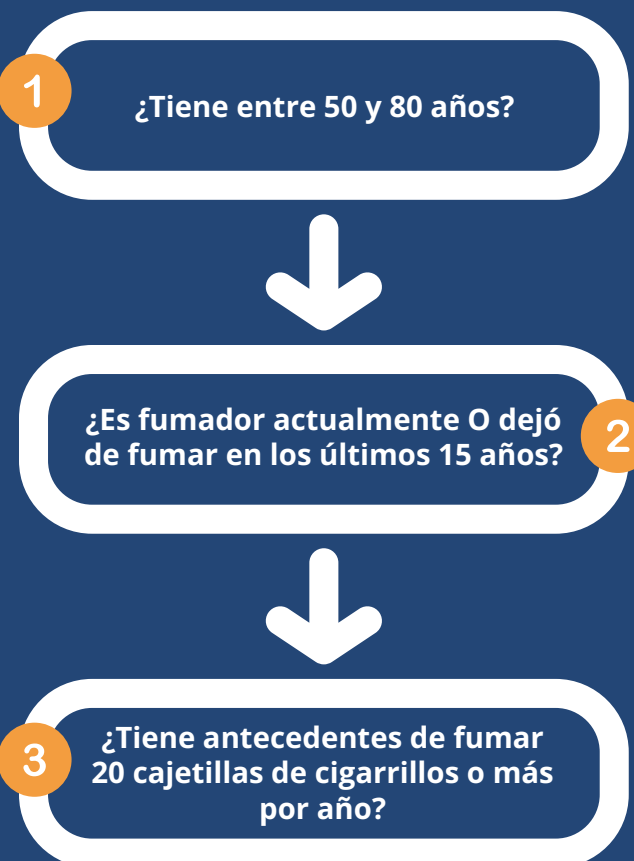 1
¿Tiene entre 50 y 80 años?
¿Es fumador actualmente O dejó
de fumar en los últimos 15 años?
2
¿Tiene antecedentes de fumar
3
20 cajetillas de cigarrillos o más
por año?